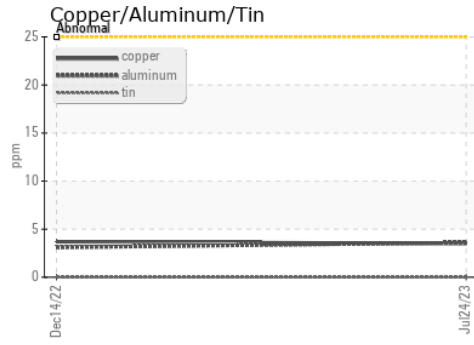 Copper/Aluminum/Tin
Abnormal
25
copper
aluminum
tin
20
15
10
5
0
ppm
Dec14/22
Jul24/23